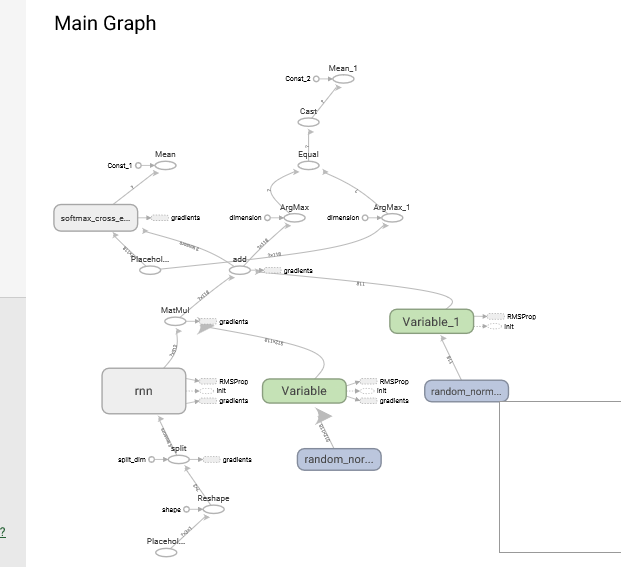 Main Graph
Mean_1
Const_2
Cast
Mean
Const_1
Equal
ArgMax
ArgMax_1
softmax_cross_e...
gradients
dimension
dimension
Placehol...
add
gradients
MatMul
gradients
Variable_1
RMSProp
Init
rnn
RMSProp
Init
gradients
Variable
RMSProp
Init
gradients
random_norm...
split
split_dim
gradients
random_nor...
Reshape
shape
Placehol...
?